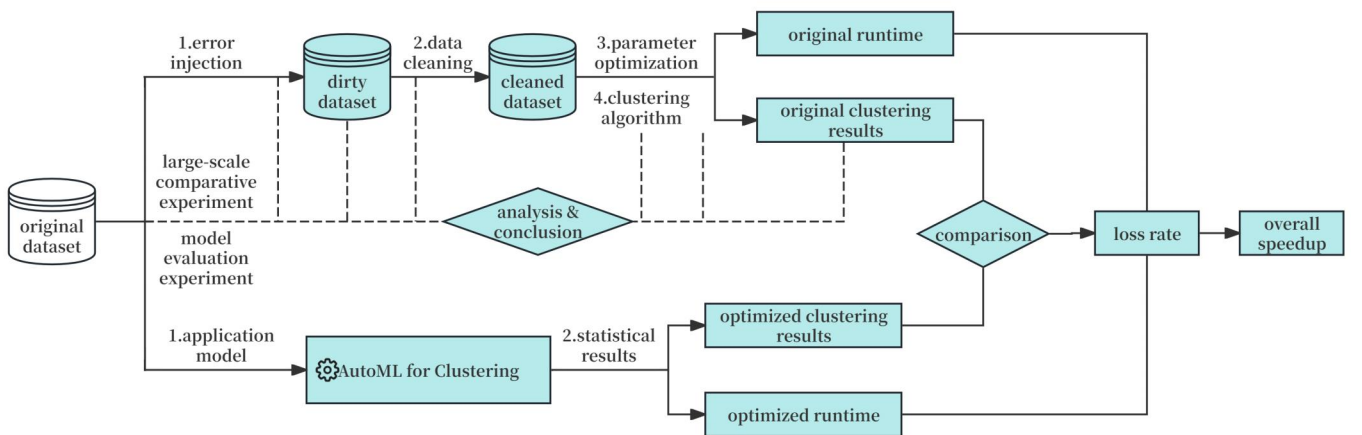 1.error
injection
dirty
dataset
2.data
cleaning
cleaned
dataset
3.parameter
optimization
4.clustering
algorithm
original runtime
original clustering
results
large-scale
comparative
experiment
original
dataset
model
evaluation
experiment
analysis &
conclusion
comparison
loss rate
overall
speedup
1.application
model
AutoML for Clustering
2.statistical
results
optimized clustering
results
optimized runtime